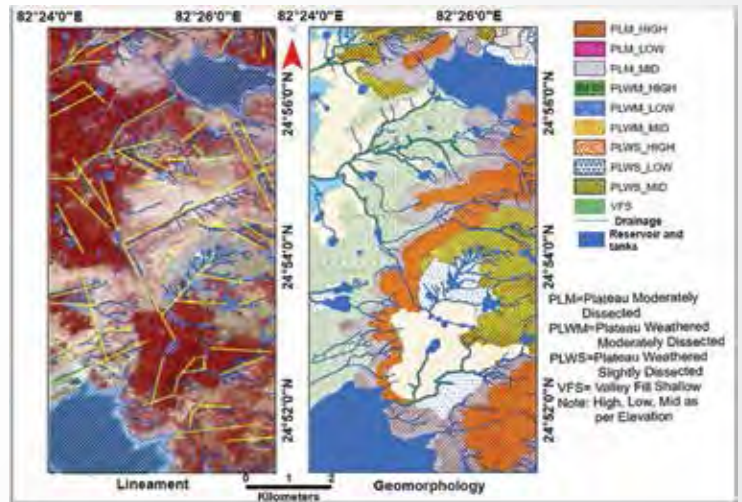 82°24'0"E
82°26'0"E
82°24'0"E
82°26'0"E
24°56'0"N
24°54'0"N
24°52'0"N
24°56'0"N
24°54'0"N
24°52'0"N
PLM_HIGH
PLM_LOW
PLM_MID
PLWM_HIGH
PLWM_LOW
PLWM_MID
PLWS_HIGH
PLWS_LOW
PLWS_MID
VFS
Drainage
Reservoir and
tanks
PLM=Plateau Moderately
Dissected
PLWM=Plateau Weathered
Moderately Dissected
PLWS=Plateau Weathered
Slightly Dissected
VFS= Valley Fill Shallow
Note: High, Low, Mid as
per Elevation
Lineament
0 1 2
Kilometers
Geomorphology